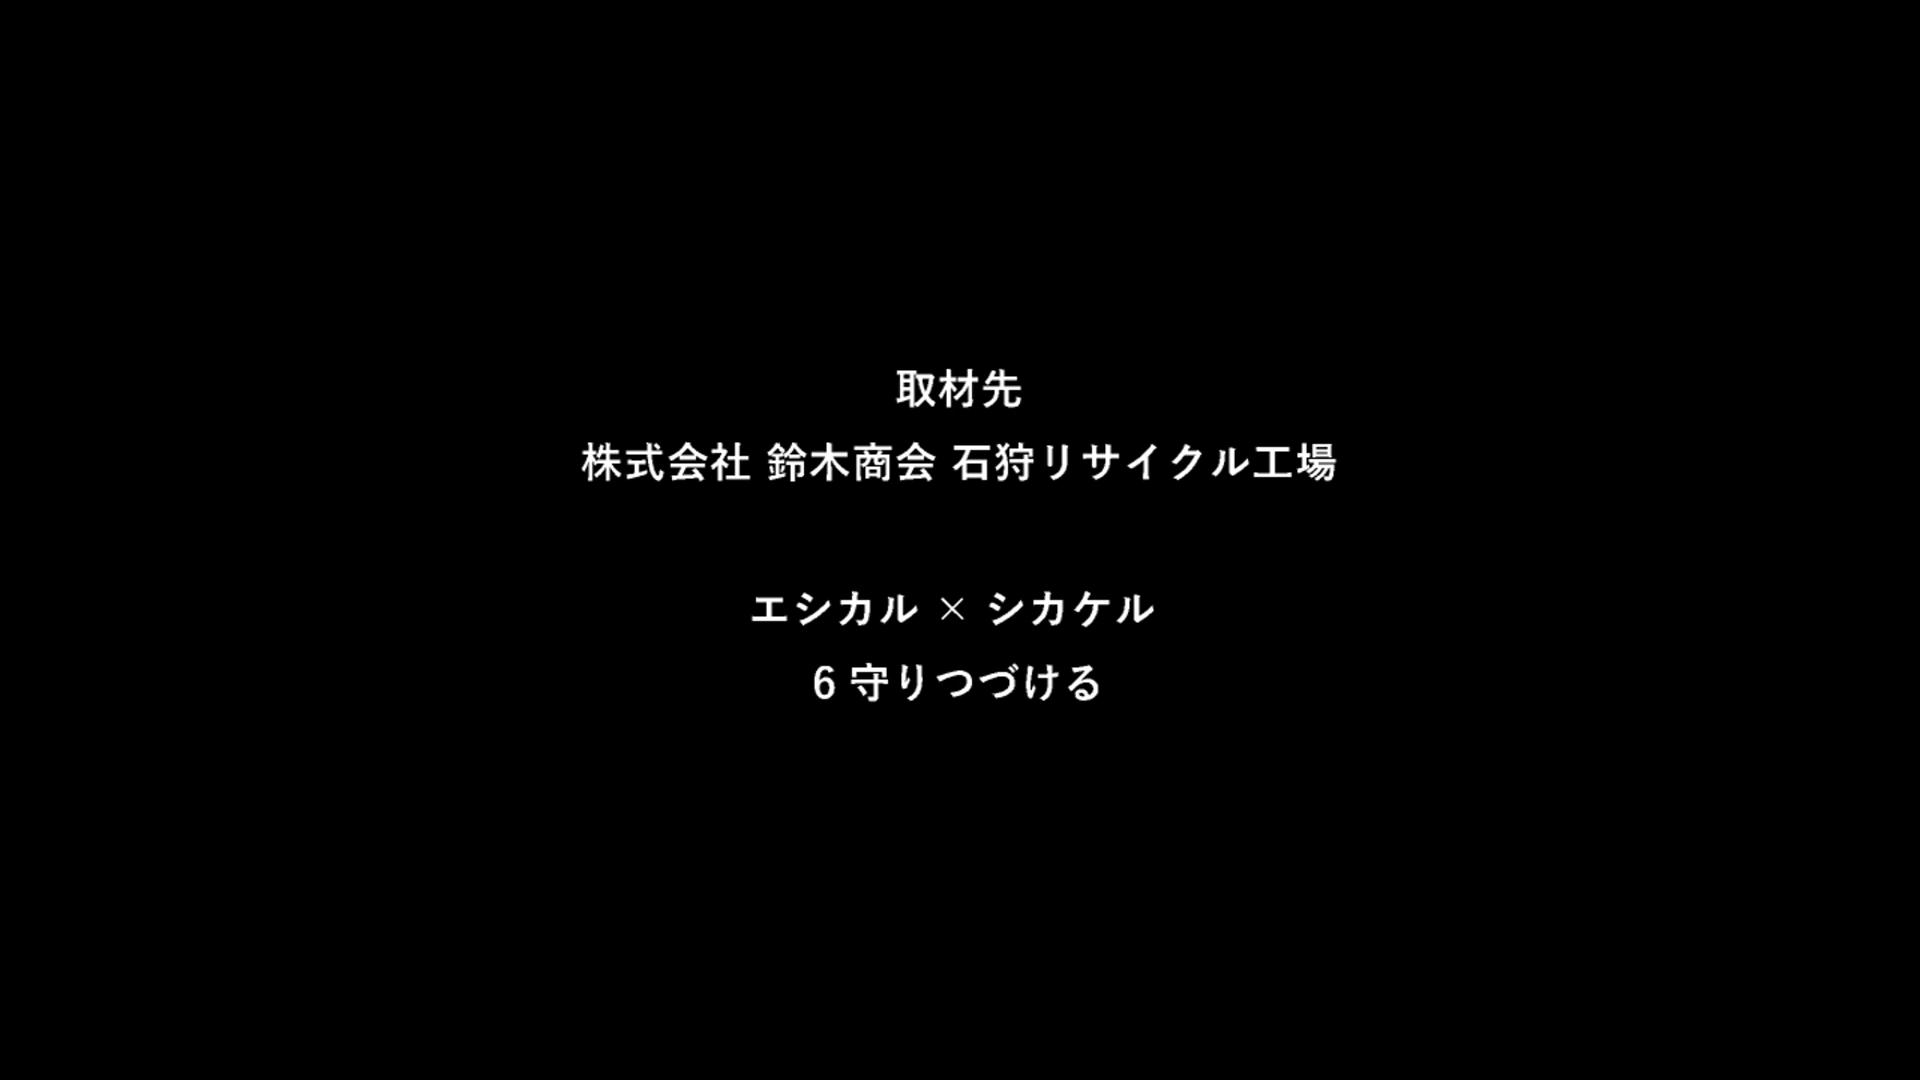 取材先
株式会社 鈴木商会 石狩リサイクル工場
エシカル × シカケル
6 守りつづける